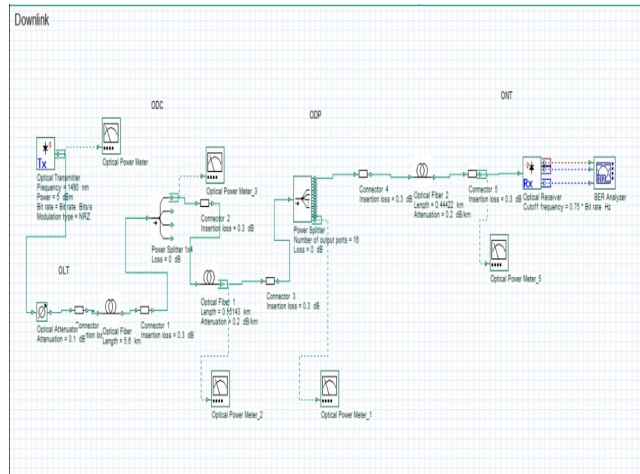 Downlink
ODC
ODP
ONT
Tx
Optical Transmitter
Frequency = 1490 nm
Power = 5 dBm
Bit rate = Bit rate Bits/s
Modulation type = NRZ
Optical Power Meter
Optical Power Meter_3
Connector 2
Insertion loss = 0.3 dB
Power Splitter 1x4
Loss = 0 dB
Power Splitter
Number of output ports = 16
Loss = 0 dB
Connector 4
Insertion loss = 0.3 dB
Optical Fiber 2
Length = 0.44422 km
Attenuation = 0.2 dB/km
Connector 5
Insertion loss = 0.3 dB
Rx
Optical Receiver
Cutoff frequency = 0.75 * Bit rate Hz
BER Analyzer
Optical Power Meter_5
OLT
Optical Attenuator
Attenuation = 0.1 dB
Connector
Optical Fiber
Length = 5.6 km
Connector 1
Insertion loss = 0.3 dB
Optical Fiber 1
Length = km
Attenuation = 0.2 dB/km
Connector 3
Insertion loss = 0.3 dB
Optical Power Meter_2
Optical Power Meter_1